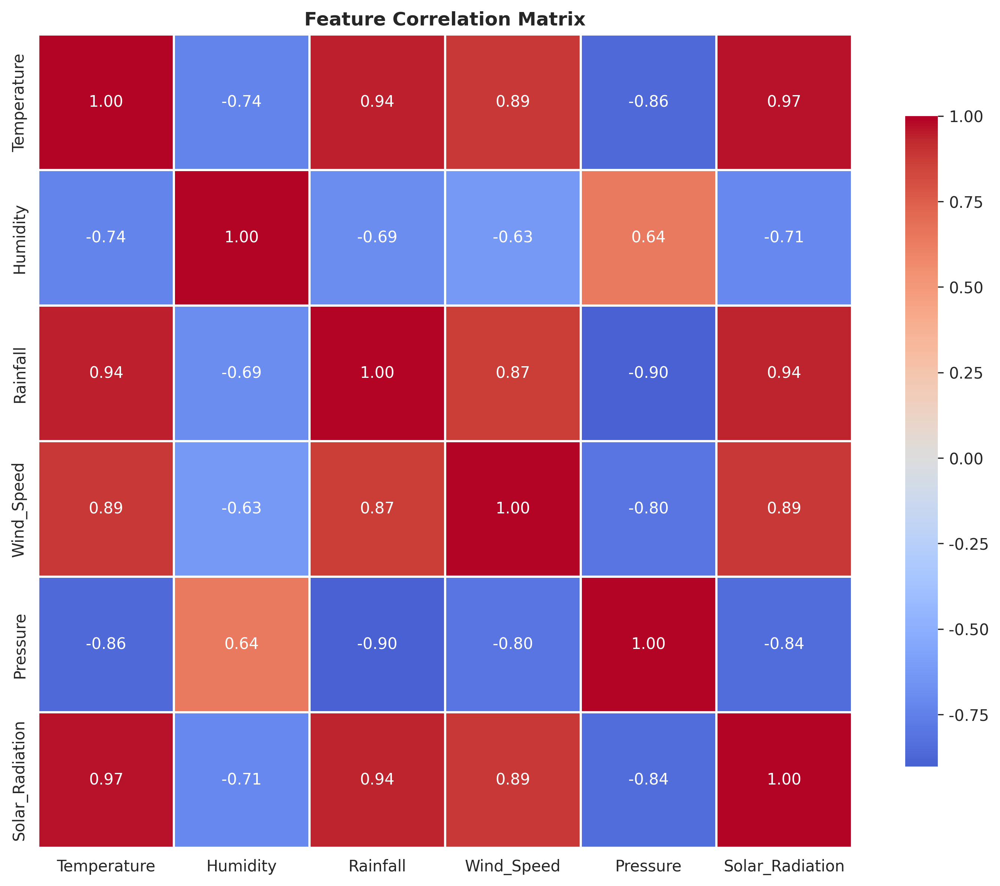 Feature Correlation Matrix
Temperature
1.00 -0.74 0.94 0.89 -0.86 0.97
Humidity
-0.74 1.00 -0.69 -0.63 0.64 -0.71
Rainfall
0.94 -0.69 1.00 0.87 -0.90 0.94
Wind_Speed
0.89 -0.63 0.87 1.00 -0.80 0.89
Pressure
-0.86 0.64 -0.90 -0.80 1.00 -0.84
Solar_Radiation
0.97 -0.71 0.94 0.89 -0.84 1.00
Temperature Humidity Rainfall Wind_Speed Pressure Solar_Radiation
1.00
0.75
0.50
0.25
0.00
-0.25
-0.50
-0.75